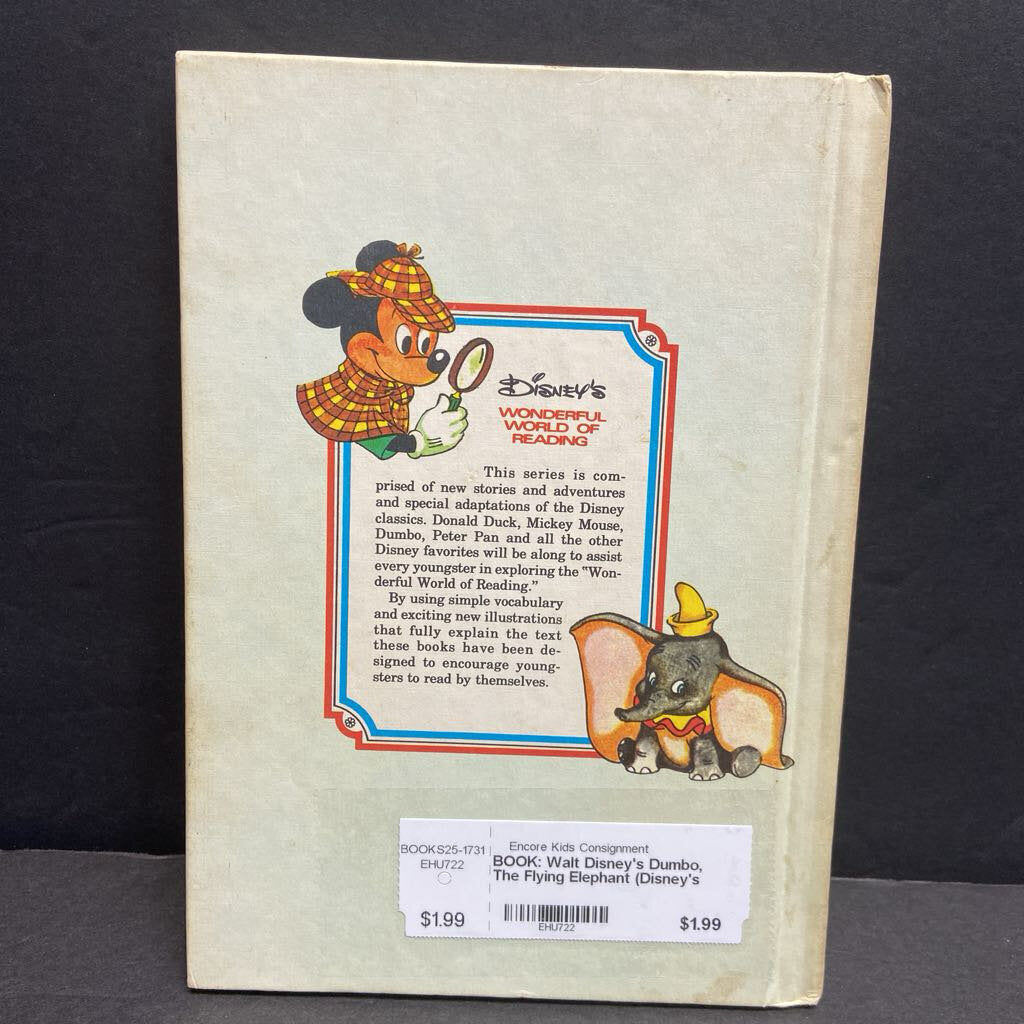 Disney's
WONDERFUL
WORLD OF
READING
This series is com-
prised of new stories and adventures
and special adaptations of the Disney
classics. Donald Duck, Mickey Mouse,
Dumbo, Peter Pan and all the other
Disney favorites will be along to assist
every youngster in exploring the "Won-
derful World of Reading."
By using simple vocabulary
and exciting new illustrations
that fully explain the text
these books have been de-
signed to encourage young-
sters to read by themselves.
BOOKS25-1731
EHU722
$1.99
Encore Kids Consignment
BOOK: Walt Disney's Dumbo,
The Flying Elephant (Disney's
EHU722
$1.99